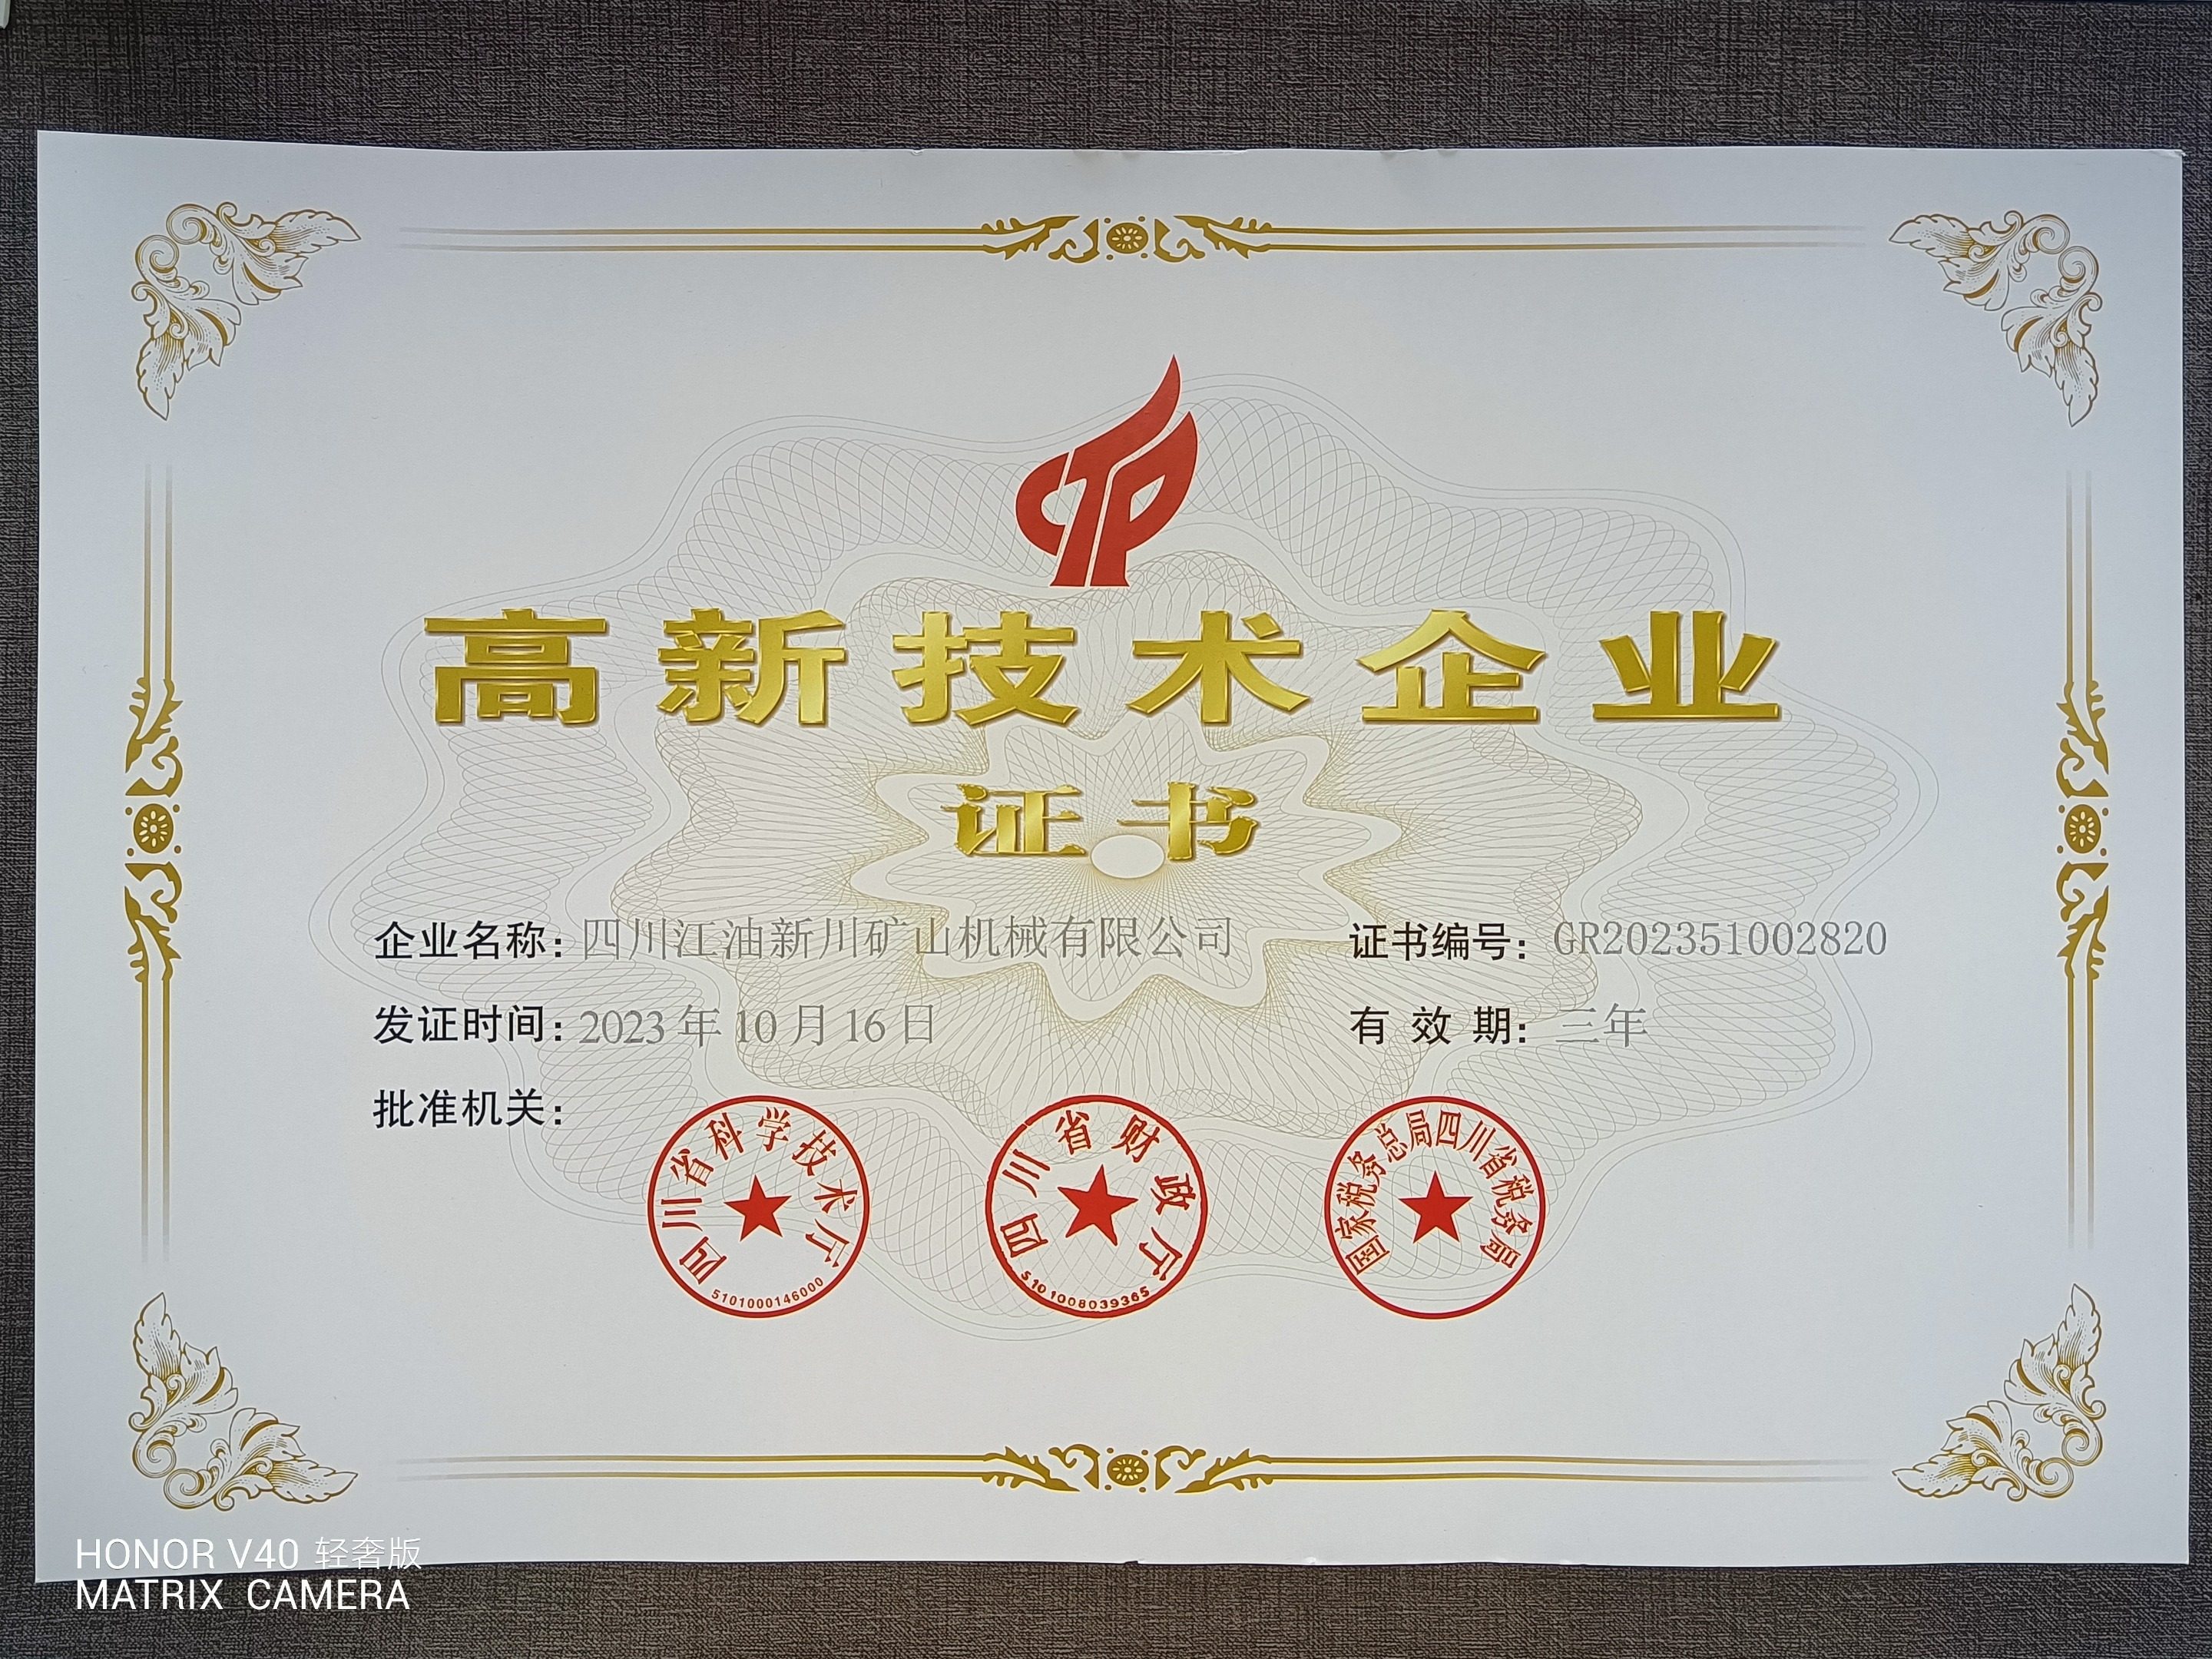 高新技术企业
证书
企业名称：四川江油新川矿山机械有限公司
证书编号：GR202351002820
发证时间：2023年10月16日
有 效 期：三年
批准机关：
四川省科学技术厅
5101000146000
四川省财政厅
5101008039365
国家税务总局四川省税务局
HONOR V40 轻奢版
MATRIX CAMERA